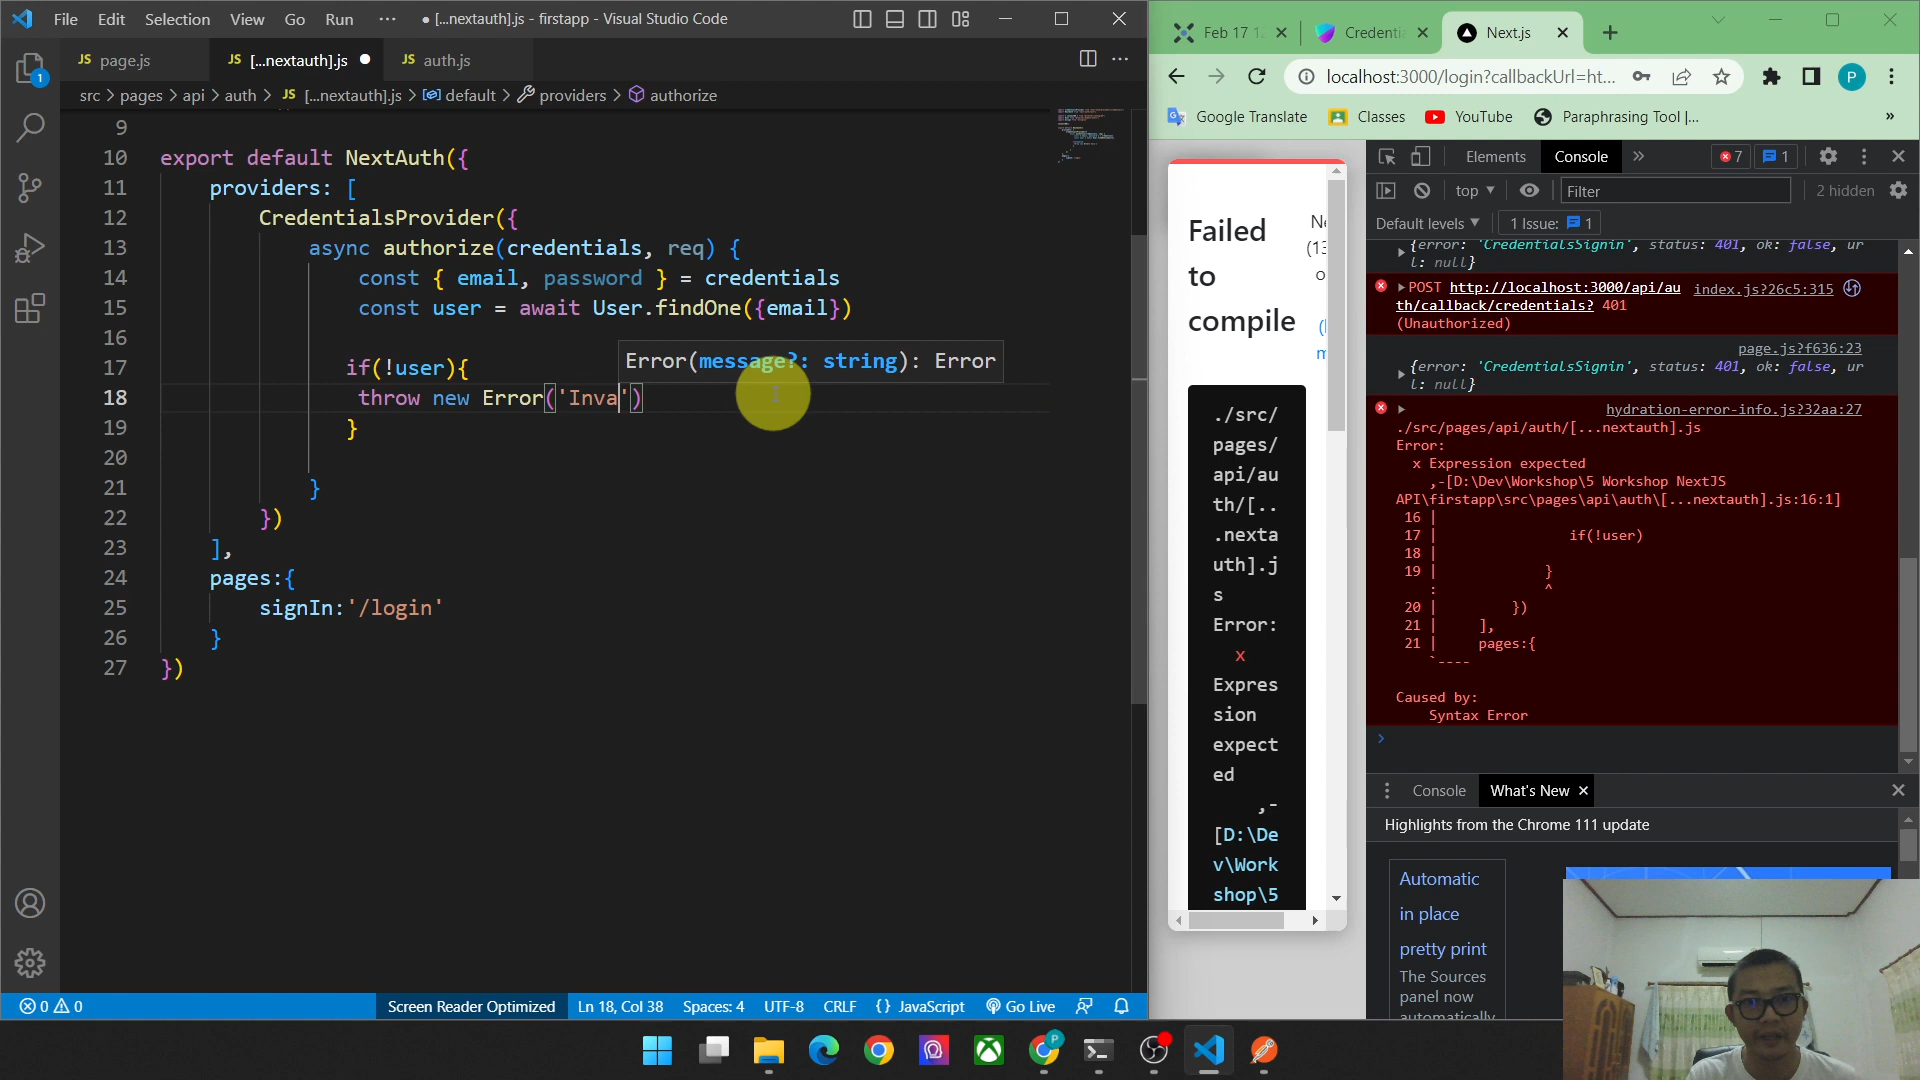 File Edit Selection View Go Run ··· ● [...nextauth].js - firstapp - Visual Studio Code
JS page.js JS [...nextauth].js ● JS auth.js
src > pages > api > auth > JS [...nextauth].js > default > providers > authorize
1
9
10 export default NextAuth({
11 providers: [
12 CredentialsProvider({
13 async authorize(credentials, req) {
14 const { email, password } = credentials
15 const user = await User.findOne({email})
16
17 if(!user){
Error(message?: string): Error
18 throw new Error('Inva')
19 }
20
21 }
22 })
23 ],
24 pages:{
25 signIn:'/login'
26 }
27 })
0 0 Screen Reader Optimized Ln 18, Col 38 Spaces: 4 UTF-8 CRLF {} JavaScript Go Live
Feb 17 Credentia Next.js
localhost:3000/login?callbackUrl=ht... P
Google Translate Classes YouTube Paraphrasing Tool |... »
Failed
to
compile
Ne
(13
o
./src/
pages/
api/au
th/[..
.nexta
uth].j
s
Error:
x
Expres
sion
expect
ed
,-
[D:\De
v\Work
shop\5
Elements Console » 7 1
top ▼ Filter 2 hidden
Default levels ▼ 1 Issue: 1
{error: 'CredentialsSignin', status: 401, ok: false, ur
l: null}
POST http://localhost:3000/api/au index.js?26c5:315
th/callback/credentials? 401
(Unauthorized)
page.js?f636:23
{error: 'CredentialsSignin', status: 401, ok: false, ur
l: null}
hydration-error-info.js?32aa:27
./src/pages/api/auth/[...nextauth].js
Error:
x Expression expected
,-[D:\Dev\Workshop\5 Workshop NextJS
API\firstapp\src\pages\api\auth\[...nextauth].js:16:1]
16 |
17 | if(!user)
18 |
19 | }
: ^
20 | })
21 | ],
21 | pages:{
`----
Caused by:
Syntax Error
>
Console What's New ×
Highlights from the Chrome 111 update
Automatic
in place
pretty print
The Sources
panel now
automatically
P